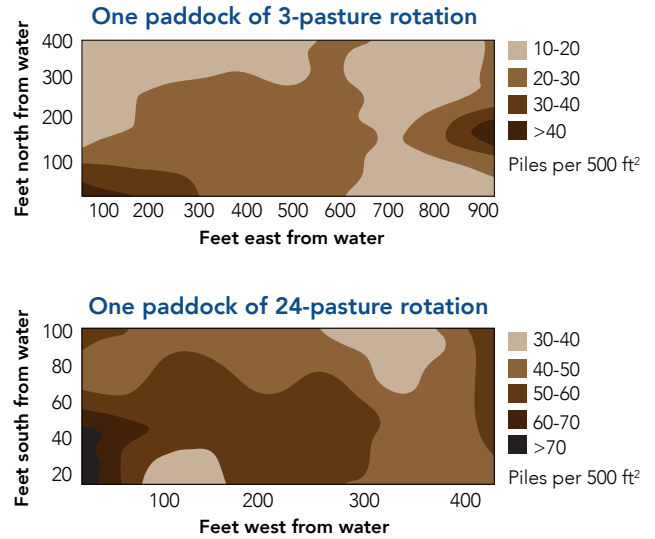 One paddock of 3-pasture rotation
Feet north from water
400
300
200
100
100 200 300 400 500 600 700 800 900
Feet east from water
10-20
20-30
30-40
>40
Piles per 500 ft²
One paddock of 24-pasture rotation
Feet south from water
100
80
60
40
20
100 200 300 400
Feet west from water
30-40
40-50
50-60
60-70
>70
Piles per 500 ft²